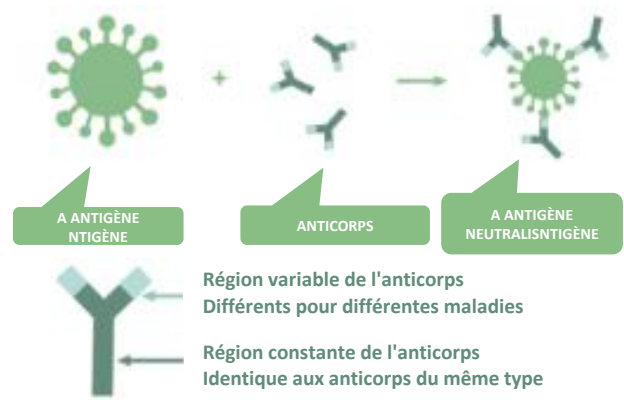 +
A ANTIGÈNE
NTIGÈNE
ANTICORPS
A ANTIGÈNE
NEUTRALISNTIGÈNE
Région variable de l'anticorps
Différents pour différentes maladies
Région constante de l'anticorps
Identique aux anticorps du même type